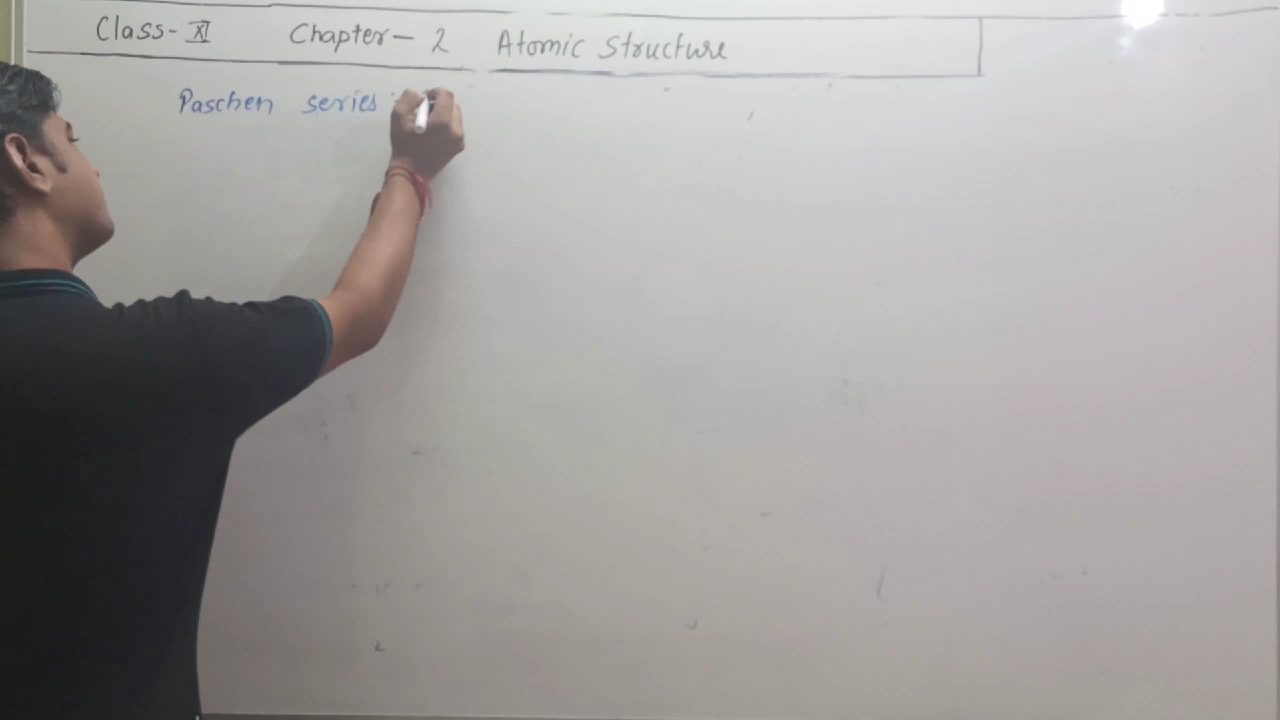 Class- XI Chapter- 2 Atomic Structure
Paschen series